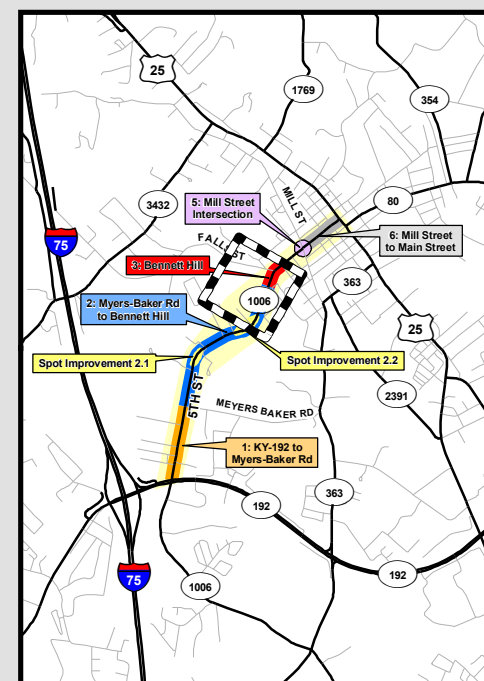 25
1769
354
3432
MILL ST
5: Mill Street
Intersection
80
6: Mill Street
to Main Street
75
FALLS ST
3: Bennett Hill
363
1006
2: Myers-Baker Rd
to Bennett Hill
25
Spot Improvement 2.1
Spot Improvement 2.2
5TH ST
MEYERS BAKER RD
2391
1: KY-192 to
Myers-Baker Rd
363
192
75
192
1006